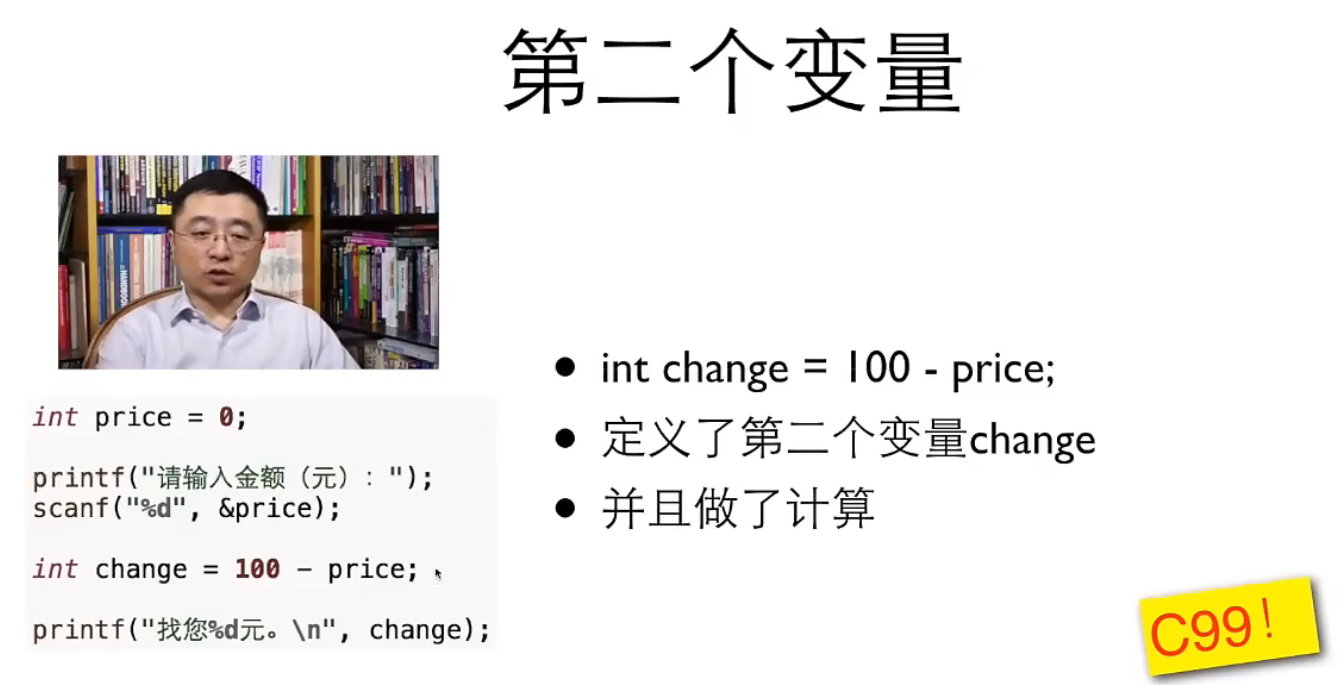 第二个变量
int price = 0;
printf("请输入金额（元）：");
scanf("%d", &price);
int change = 100 - price;
printf("找您%d元。\n", change);
• int change = 100 - price;
• 定义了第二个变量change
• 并且做了计算
C99！